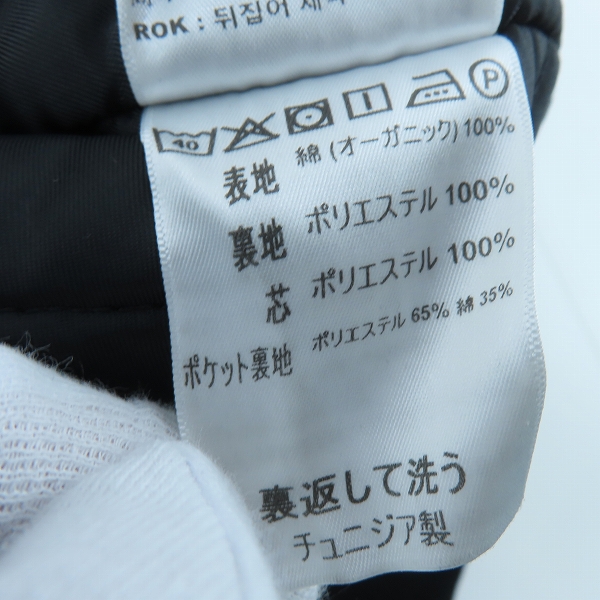 ROK : 뒤집어
40 P
表地 綿 (オーガニック) 100%
裏地 ポリエステル 100%
芯 ポリエステル 100%
ポケット裏地 ポリエステル 65% 綿 35%
裏返して洗う
チュニジア製